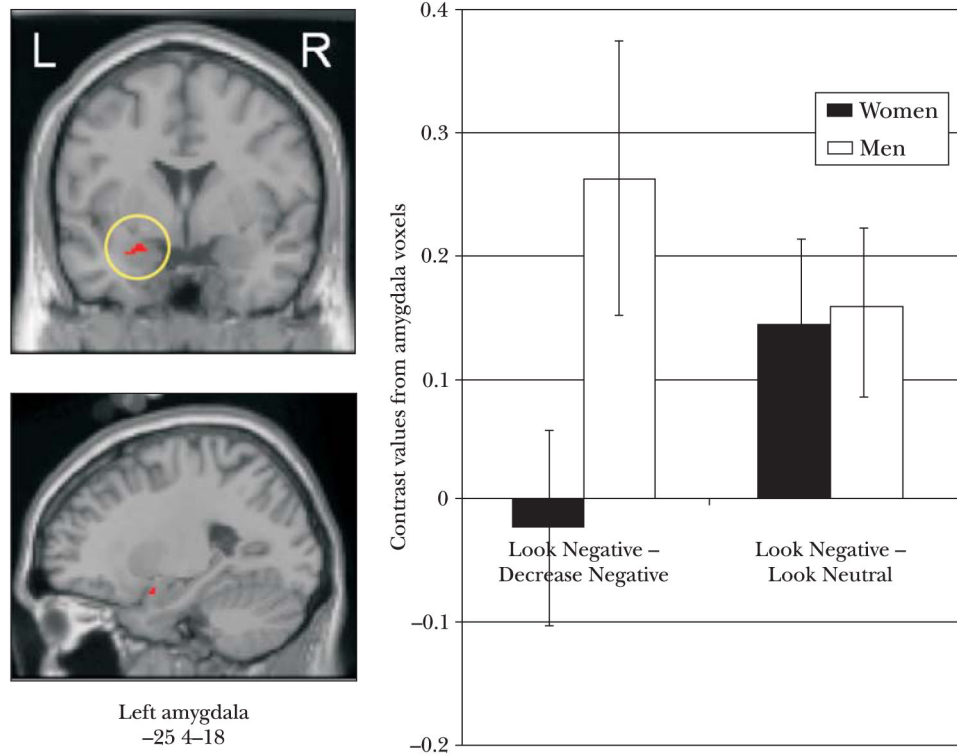 L
R
Left amygdala
–25 4–18
Contrast values from amygdala voxels
0.4
0.3
0.2
0.1
0
–0.1
–0.2
Women
Men
Look Negative –
Decrease Negative
Look Negative –
Look Neutral